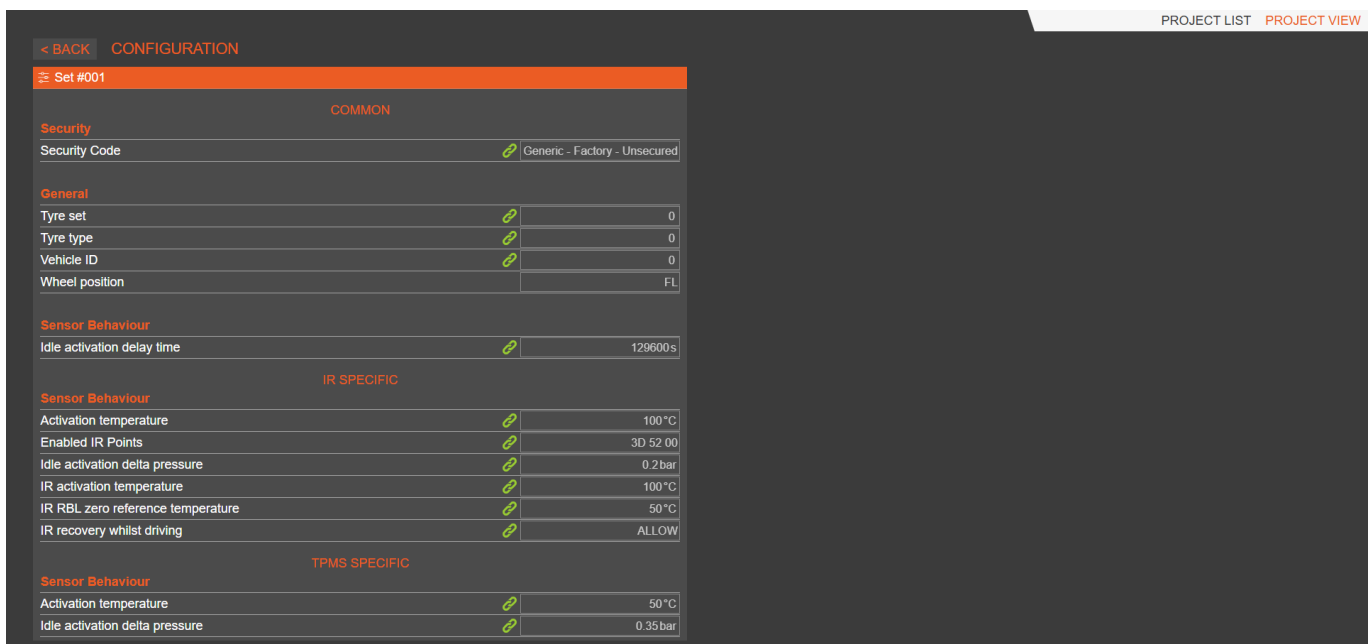 PROJECT LIST PROJECT VIEW
< BACK CONFIGURATION
Set #001
COMMON
Security
Security Code Generic - Factory - Unsecured
General
Tyre set 0
Tyre type 0
Vehicle ID 0
Wheel position FL
Sensor Behaviour
Idle activation delay time 129600s
IR SPECIFIC
Sensor Behaviour
Activation temperature 100°C
Enabled IR Points 3D 52 00
Idle activation delta pressure 0.2bar
IR activation temperature 100°C
IR RBL zero reference temperature 50°C
IR recovery whilst driving ALLOW
TPMS SPECIFIC
Sensor Behaviour
Activation temperature 50°C
Idle activation delta pressure 0.35bar